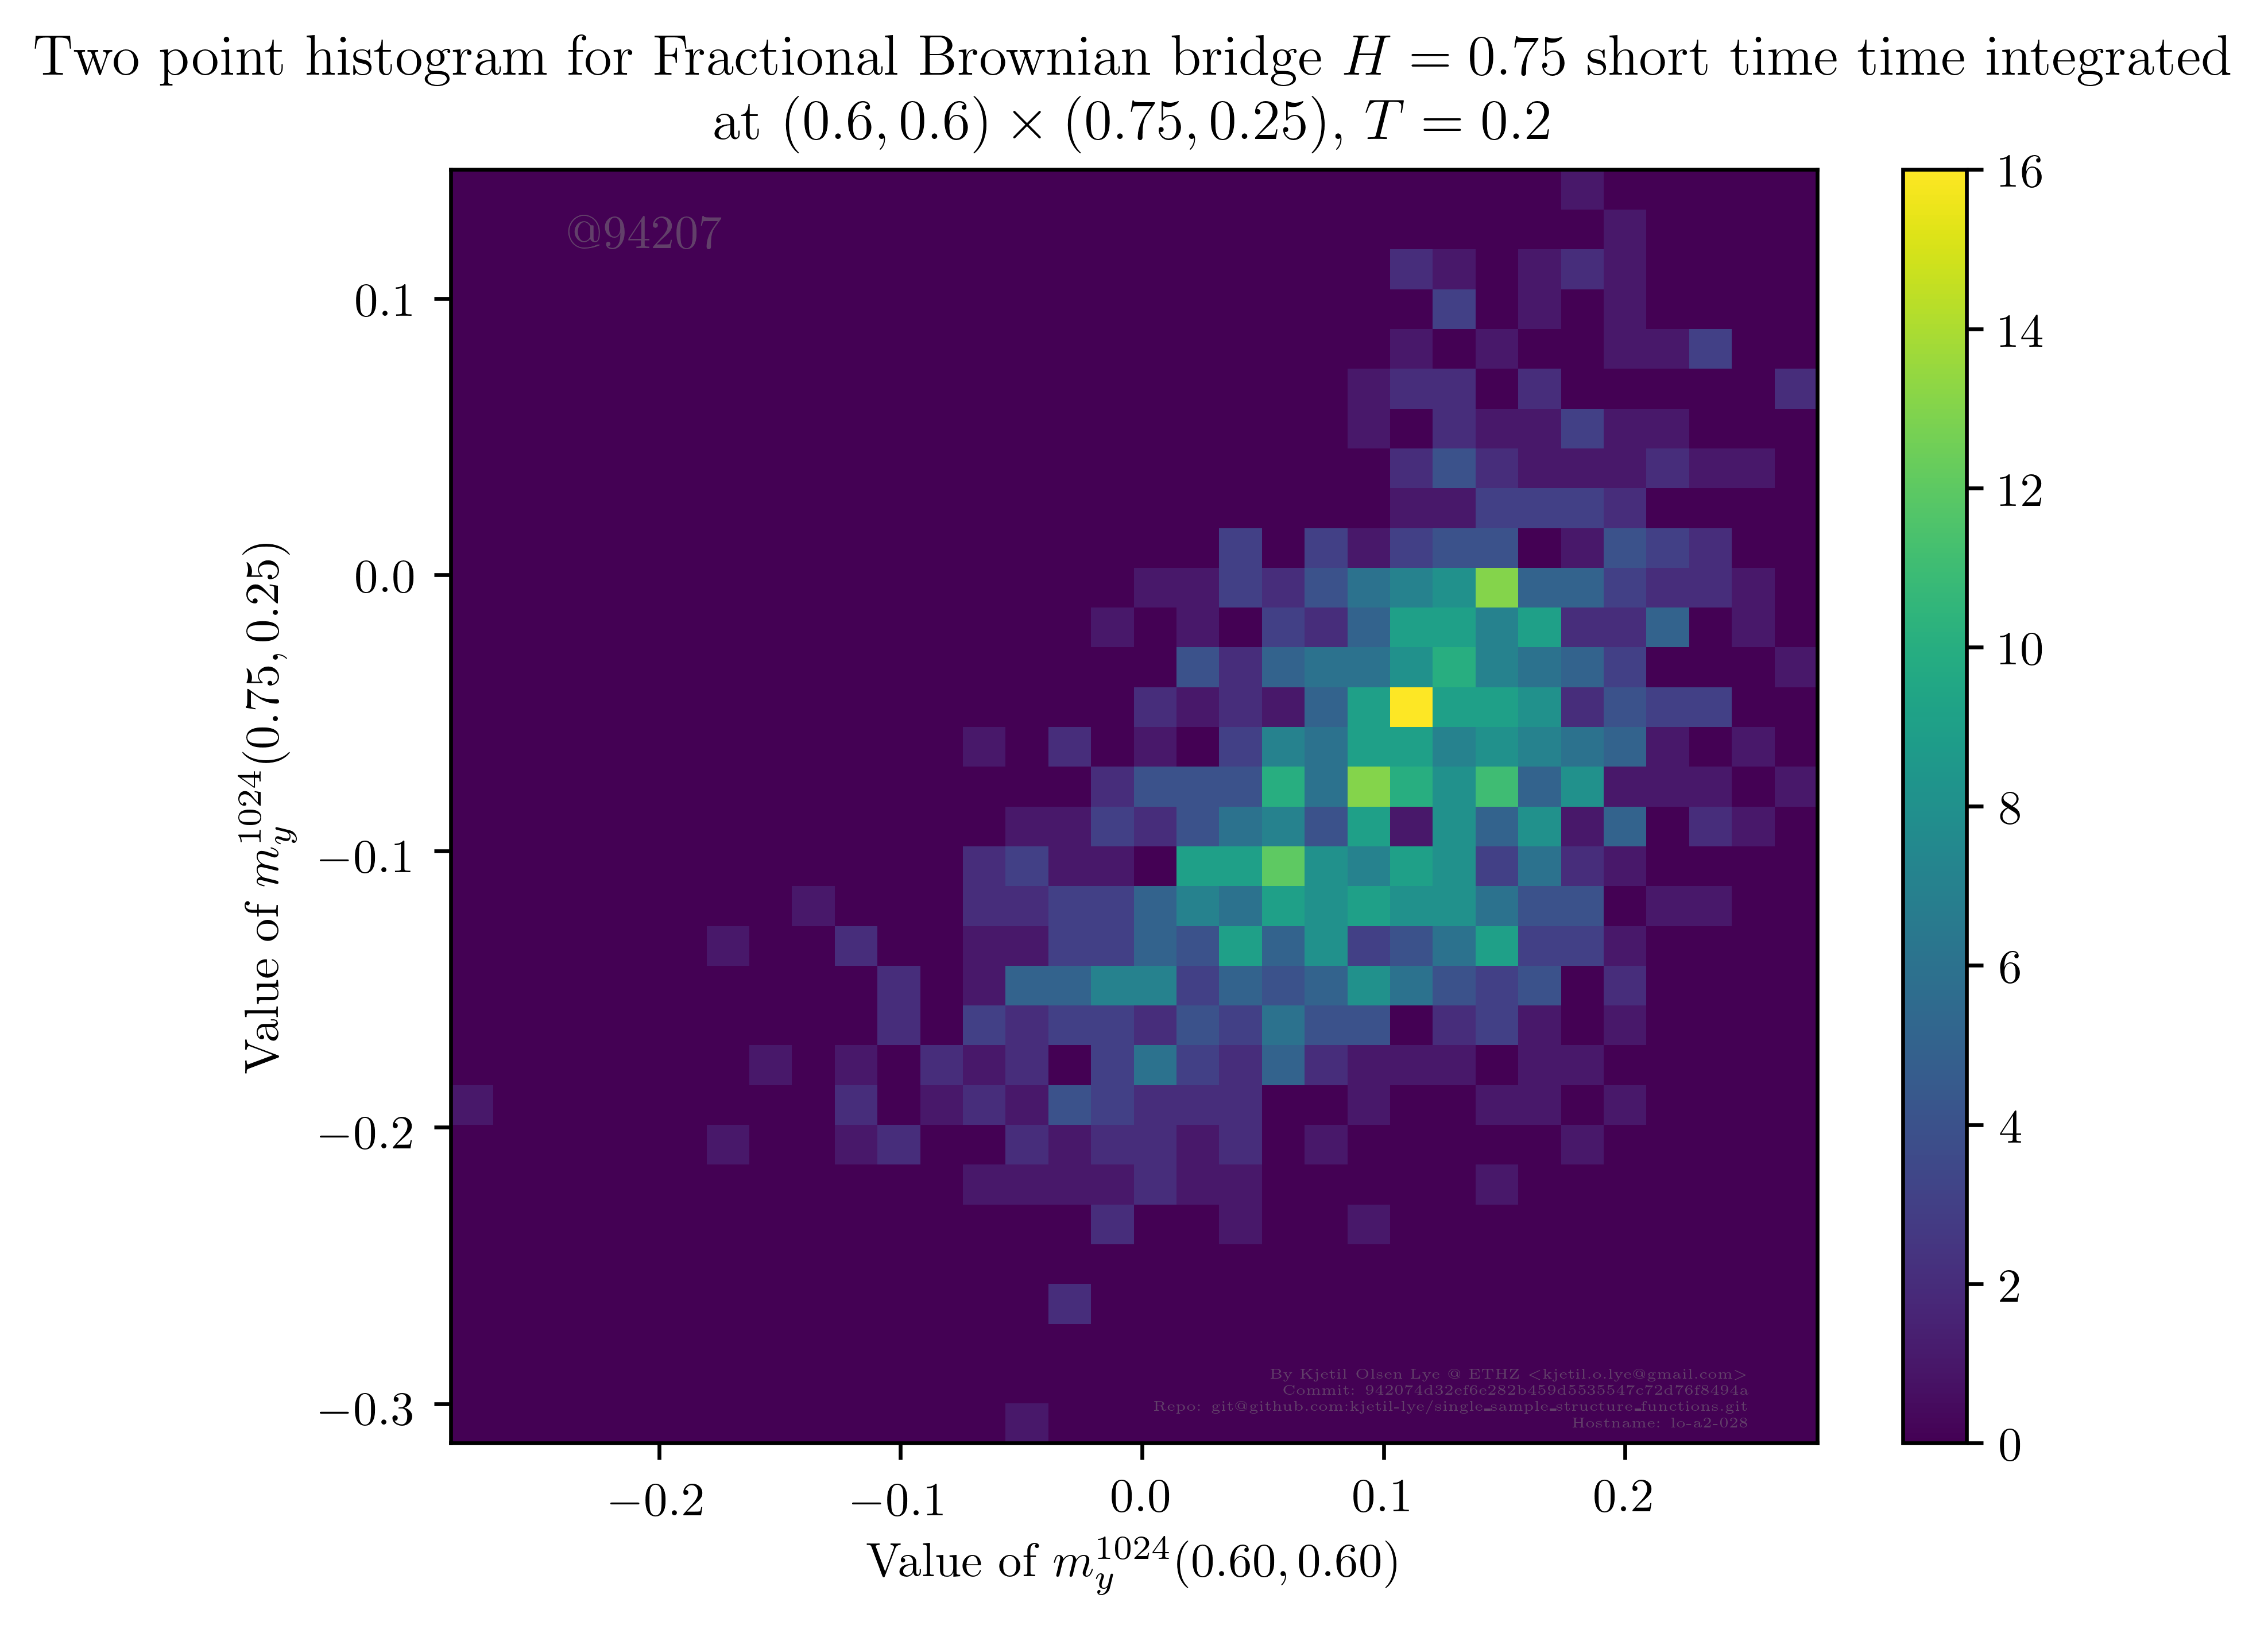 Two point histogram for Fractional Brownian bridge H = 0.75 short time time integrated
at (0.6, 0.6) × (0.75, 0.25), T = 0.2
@94207
0.1
0.0
−0.1
−0.2
−0.3
Value of m_y^{1024}(0.75, 0.25)
−0.2
−0.1
0.0
0.1
0.2
Value of m_y^{1024}(0.60, 0.60)
16
14
12
10
8
6
4
2
0
By Kjetil Olsen Lye @ ETHZ <kjetil.o.lye@gmail.com>
Commit: 942074d32ef6e282b459d5535547c72d76f8494a
Repo: git@github.com:kjetil-lye/single_sample_structure_functions.git
Hostname: lo-a2-028